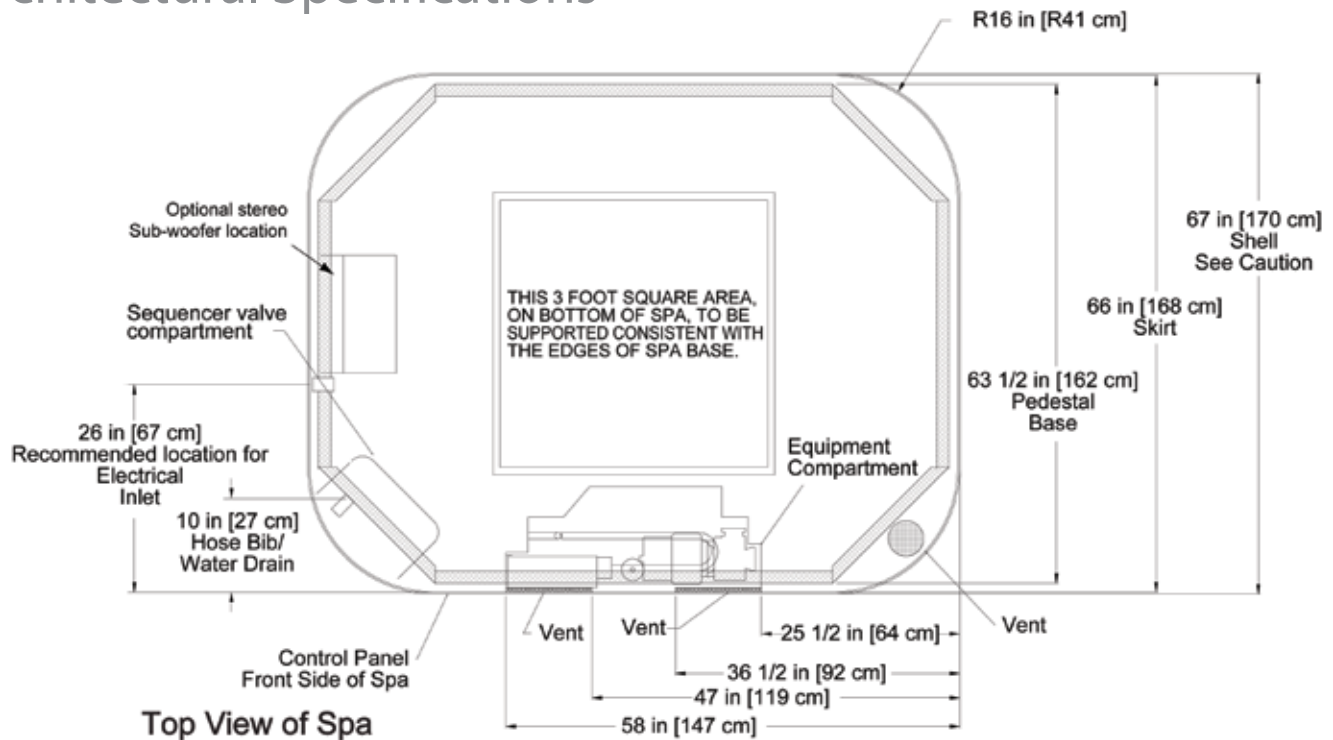 chitectural Specifications
R16 in [R41 cm]
Optional stereo
Sub-woofer location
67 in [170 cm]
Shell
See Caution
THIS 3 FOOT SQUARE AREA,
ON BOTTOM OF SPA, TO BE
SUPPORTED CONSISTENT WITH
THE EDGES OF SPA BASE.
Sequencer valve
compartment
66 in [168 cm]
Skirt
63 1/2 in [162 cm]
Pedestal
Base
26 in [67 cm]
Recommended location for
Electrical
Inlet
Equipment
Compartment
10 in [27 cm]
Hose Bib/
Water Drain
Vent
Vent
25 1/2 in [64 cm]
Vent
Control Panel
Front Side of Spa
36 1/2 in [92 cm]
47 in [119 cm]
58 in [147 cm]
Top View of Spa